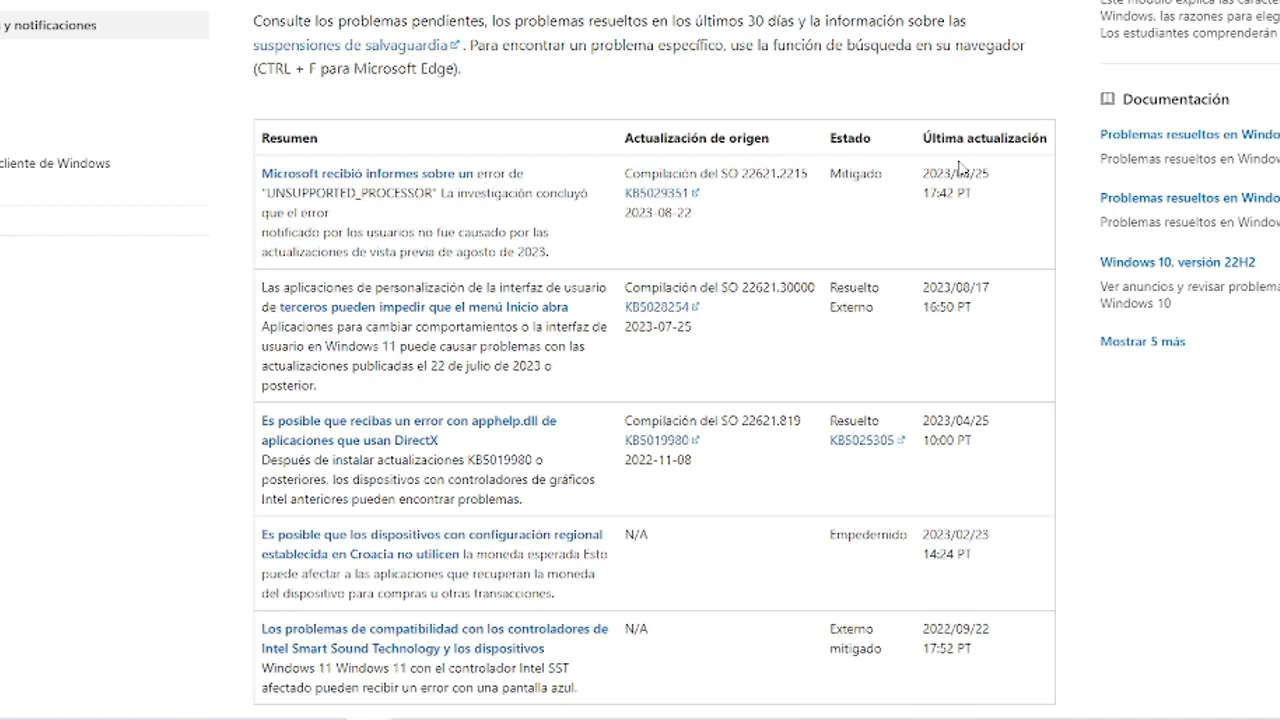 y notificaciones
cliente de Windows
Consulte los problemas pendientes, los problemas resueltos en los últimos 30 días y la información sobre las
suspensiones de salvaguardia. Para encontrar un problema específico, use la función de búsqueda en su navegador
(CTRL + F para Microsoft Edge).
Resumen Actualización de origen Estado Última actualización
Microsoft recibió informes sobre un error de
"UNSUPPORTED_PROCESSOR" La investigación concluyó
que el error
notificado por los usuarios no fue causado por las
actualizaciones de vista previa de agosto de 2023.
Compilación del SO 22621.2215
KB5029351
2023-08-22
Mitigado
17:42 PT
Las aplicaciones de personalización de la interfaz de usuario
de terceros pueden impedir que el menú Inicio abra
Aplicaciones para cambiar comportamientos o la interfaz de
usuario en Windows 11 puede causar problemas con las
actualizaciones publicadas el 22 de julio de 2023 o
posterior.
Compilación del SO 22621.30000
KB5028254
2023-07-25
Resuelto
Externo
2023/08/17
16:50 PT
Es posible que recibas un error con apphelp.dll de
aplicaciones que usan DirectX
Después de instalar actualizaciones KB5019980 o
posteriores, los dispositivos con controladores de gráficos
Intel anteriores pueden encontrar problemas.
Compilación del SO 22621.819
KB5019980
2022-11-08
Resuelto
KB5025305
2023/04/25
10:00 PT
Es posible que los dispositivos con configuración regional
establecida en Croacia no utilicen la moneda esperada Esto
puede afectar a las aplicaciones que recuperan la moneda
del dispositivo para compras u otras transacciones.
N/A
Empedernido
2023/02/23
14:24 PT
Los problemas de compatibilidad con los controladores de
Intel Smart Sound Technology y los dispositivos
Windows 11 Windows 11 con el controlador Intel SST
afectado pueden recibir un error con una pantalla azul.
N/A
Externo
mitigado
2022/09/22
17:52 PT
Windows, las razones para eleg
Los estudiantes comprenderán
Documentación
Problemas resueltos en Windo
Problemas resueltos en Window
Problemas resueltos en Windo
Problemas resueltos en Window
Windows 10, versión 22H2
Ver anuncios y revisar problema
Windows 10
Mostrar 5 más